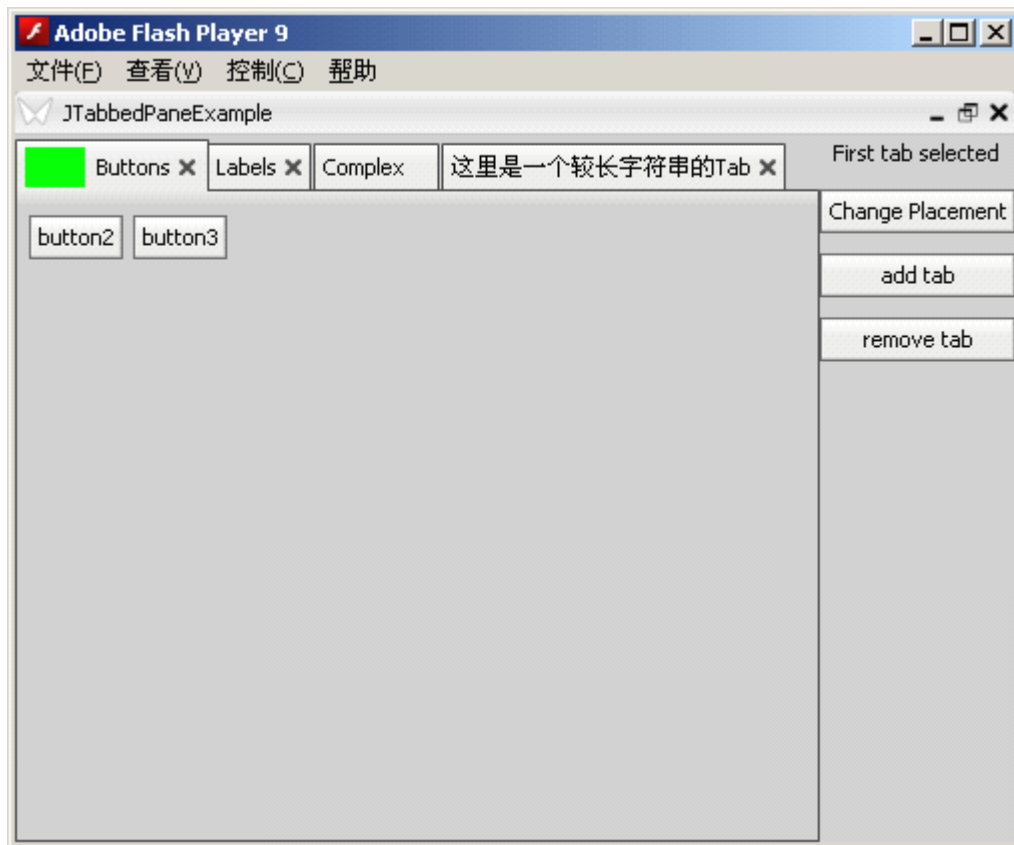 Adobe Flash Player 9
文件(F) 查看(V) 控制(C) 帮助
JTabbedPaneExample
Buttons Labels Complex 这里是一个较长字符串的Tab First tab selected
Change Placement
button2 button3
add tab
remove tab